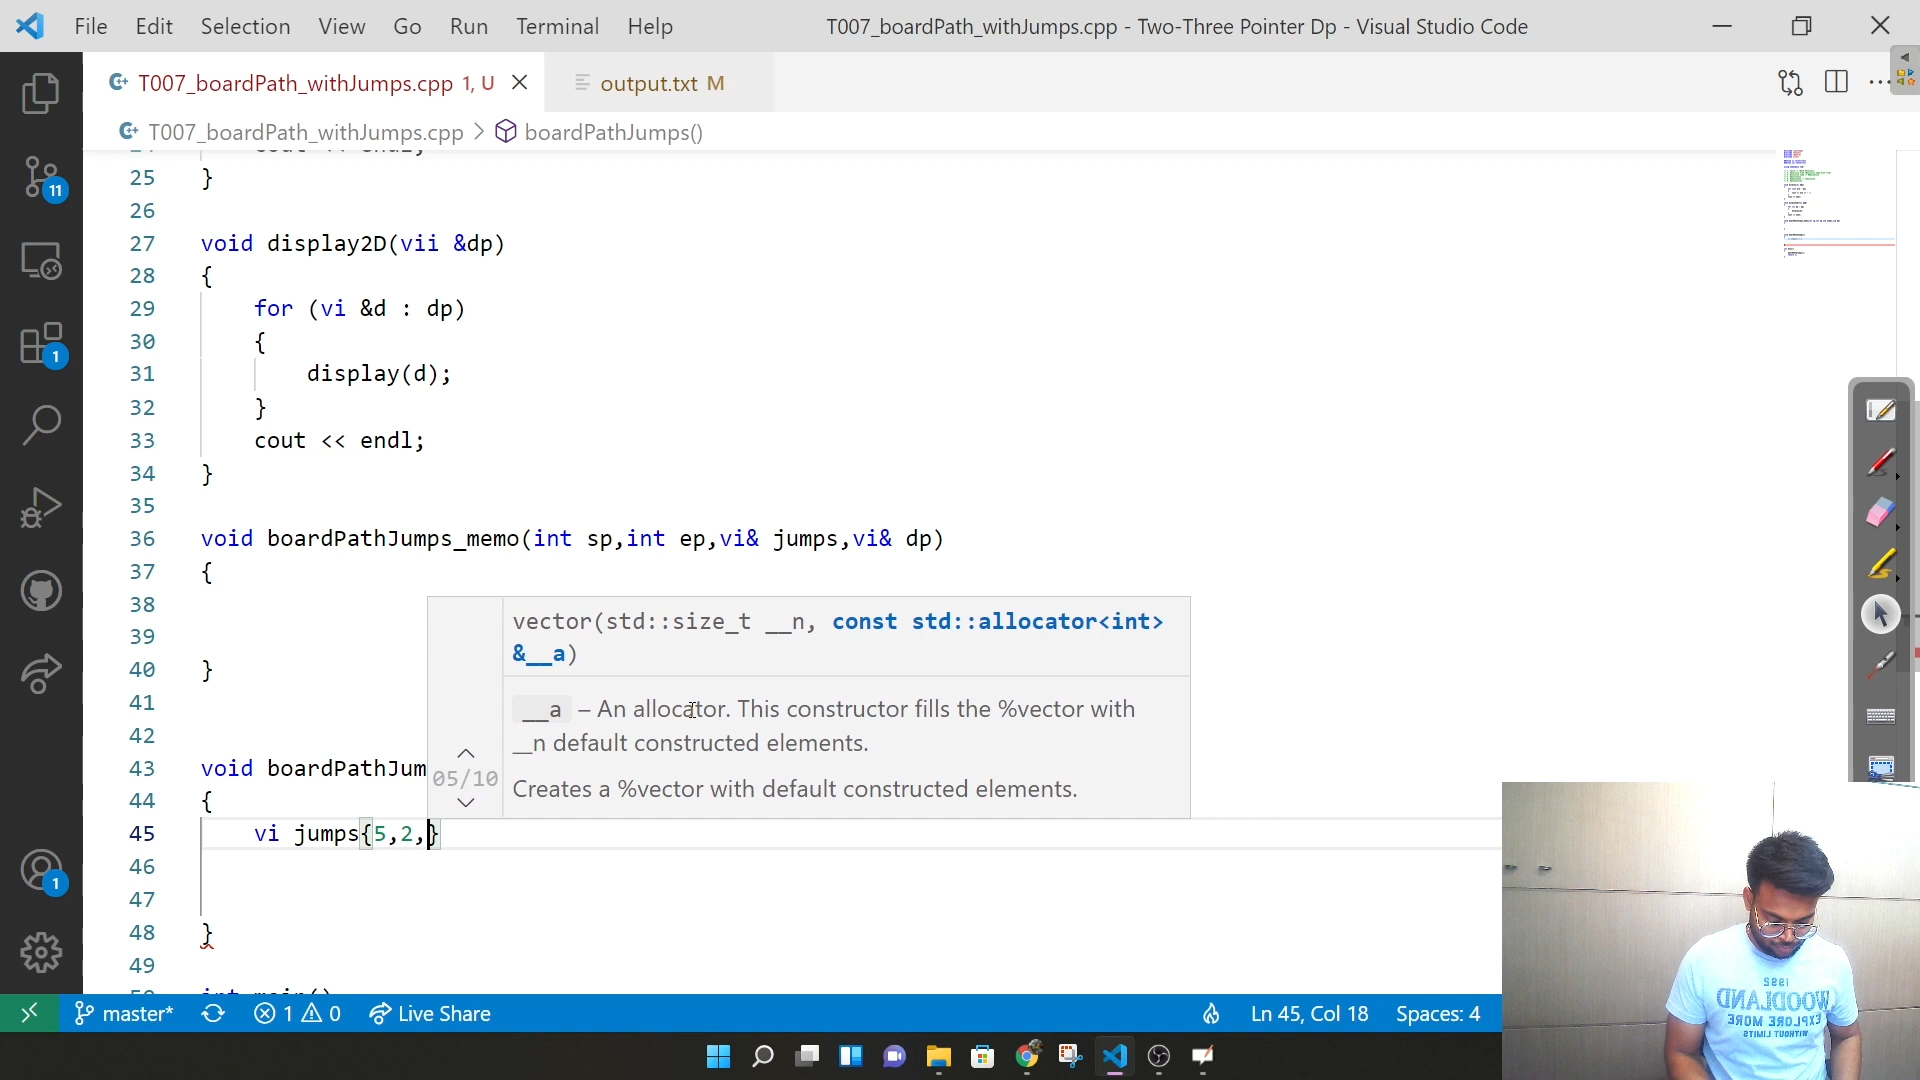 File Edit Selection View Go Run Terminal Help T007_boardPath_withJumps.cpp - Two-Three Pointer Dp - Visual Studio Code
T007_boardPath_withJumps.cpp 1, U output.txt M
T007_boardPath_withJumps.cpp > boardPathJumps()
25 }
26
27 void display2D(vii &dp)
28 {
29 for (vi &d : dp)
30 {
31 display(d);
32 }
33 cout << endl;
34 }
35
36 void boardPathJumps_memo(int sp,int ep,vi& jumps,vi& dp)
37 {
38
39
40 }
41
42
43 void boardPathJum
44 {
45 vi jumps{5,2,}
46
47
48 }
49
vector(std::size_t __n, const std::allocator<int>
&__a)
__a – An allocator. This constructor fills the %vector with
__n default constructed elements.
05/10
Creates a %vector with default constructed elements.
11
1
1
master* 1 0 Live Share Ln 45, Col 18 Spaces: 4
1982
WOODLAND
EXPLORE MORE
WITHOUT LIMITS